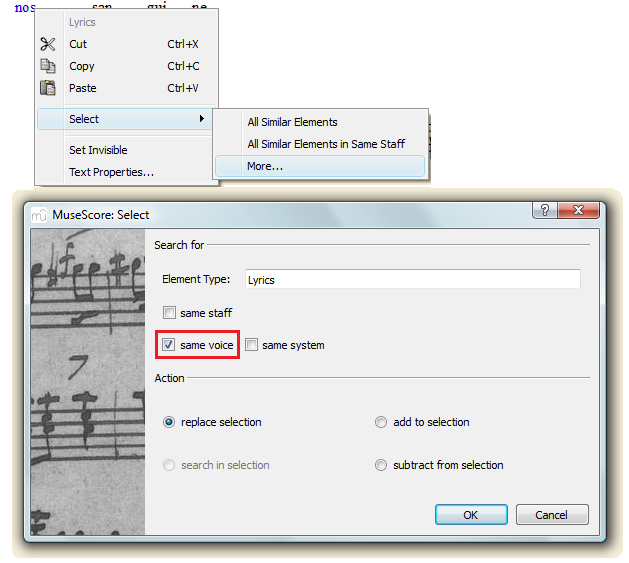 nos san gui ne
Lyrics
Cut Ctrl+X
Copy Ctrl+C
Paste Ctrl+V
Select
All Similar Elements
All Similar Elements in Same Staff
Set Invisible
More...
Text Properties...
MuseScore: Select
Search for
Element Type: Lyrics
same staff
same voice same system
Action
replace selection add to selection
search in selection subtract from selection
OK Cancel